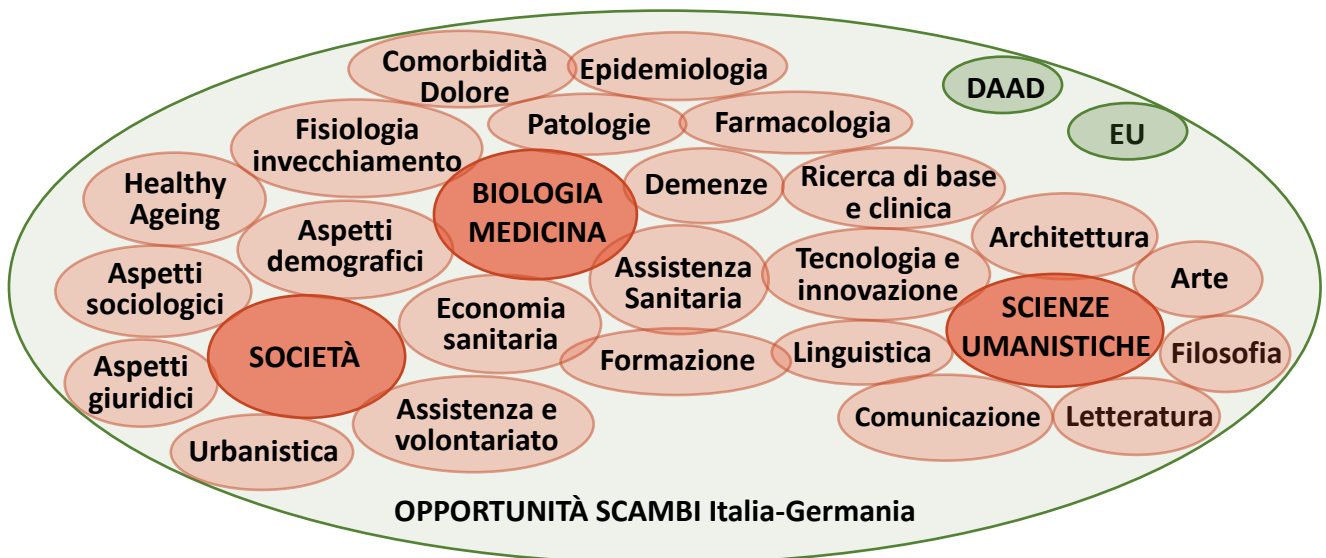 Comorbidità
Dolore
Epidemiologia
DAAD
EU
Fisiologia
invecchiamento
Patologie
Farmacologia
Healthy
Ageing
BIOLOGIA
MEDICINA
Demenze
Ricerca di base
e clinica
Aspetti
demografici
Architettura
Aspetti
sociologici
Economia
sanitaria
Assistenza
Sanitaria
Tecnologia e
innovazione
Arte
SCIENZE
UMANISTICHE
SOCIETÀ
Formazione
Linguistica
Filosofia
Aspetti
giuridici
Assistenza e
volontariato
Comunicazione
Letteratura
Urbanistica
OPPORTUNITÀ SCAMBI Italia-Germania